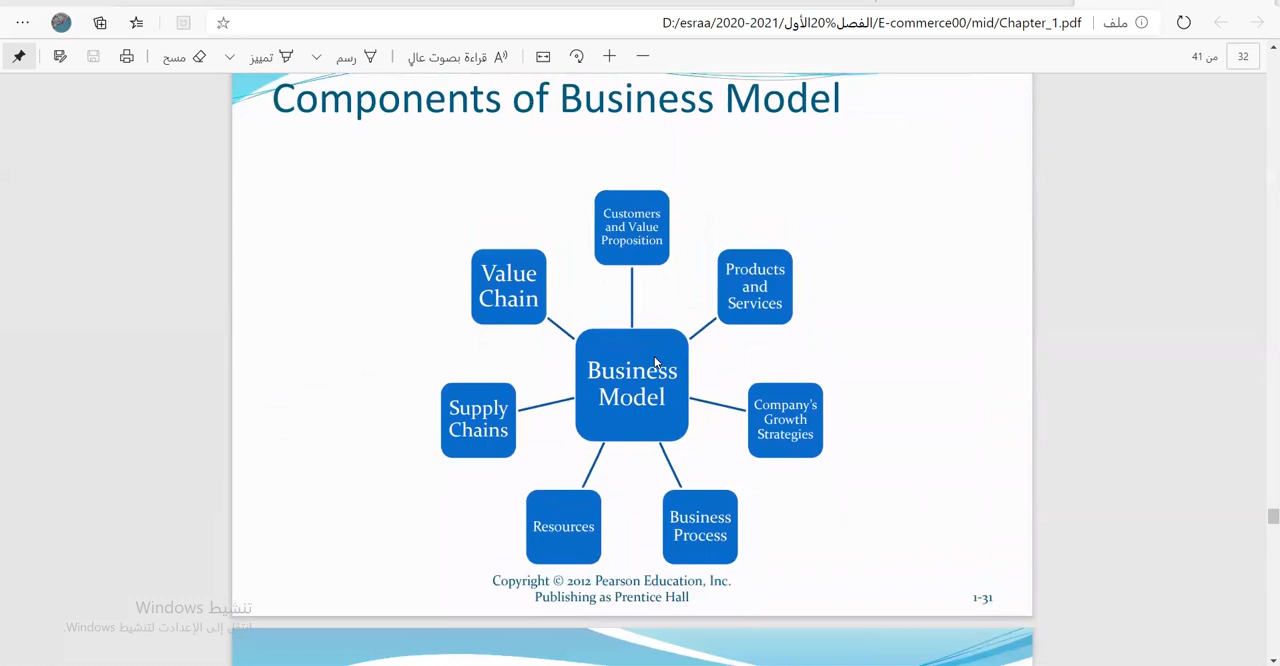 D:/esraa/2020-2021/الفصل%20الأول/E-commerce00/mid/Chapter_1.pdf
ملف
مسح
تمييز
رسم
قراءة بصوت عالٍ
32
من 41
Components of Business Model
Customers
and Value
Proposition
Value
Chain
Products
and
Services
Business
Model
Supply
Chains
Company's
Growth
Strategies
Resources
Business
Process
Copyright © 2012 Pearson Education, Inc.
Publishing as Prentice Hall
1-31
تنشيط Windows
انتقل إلى الإعدادات لتنشيط Windows.